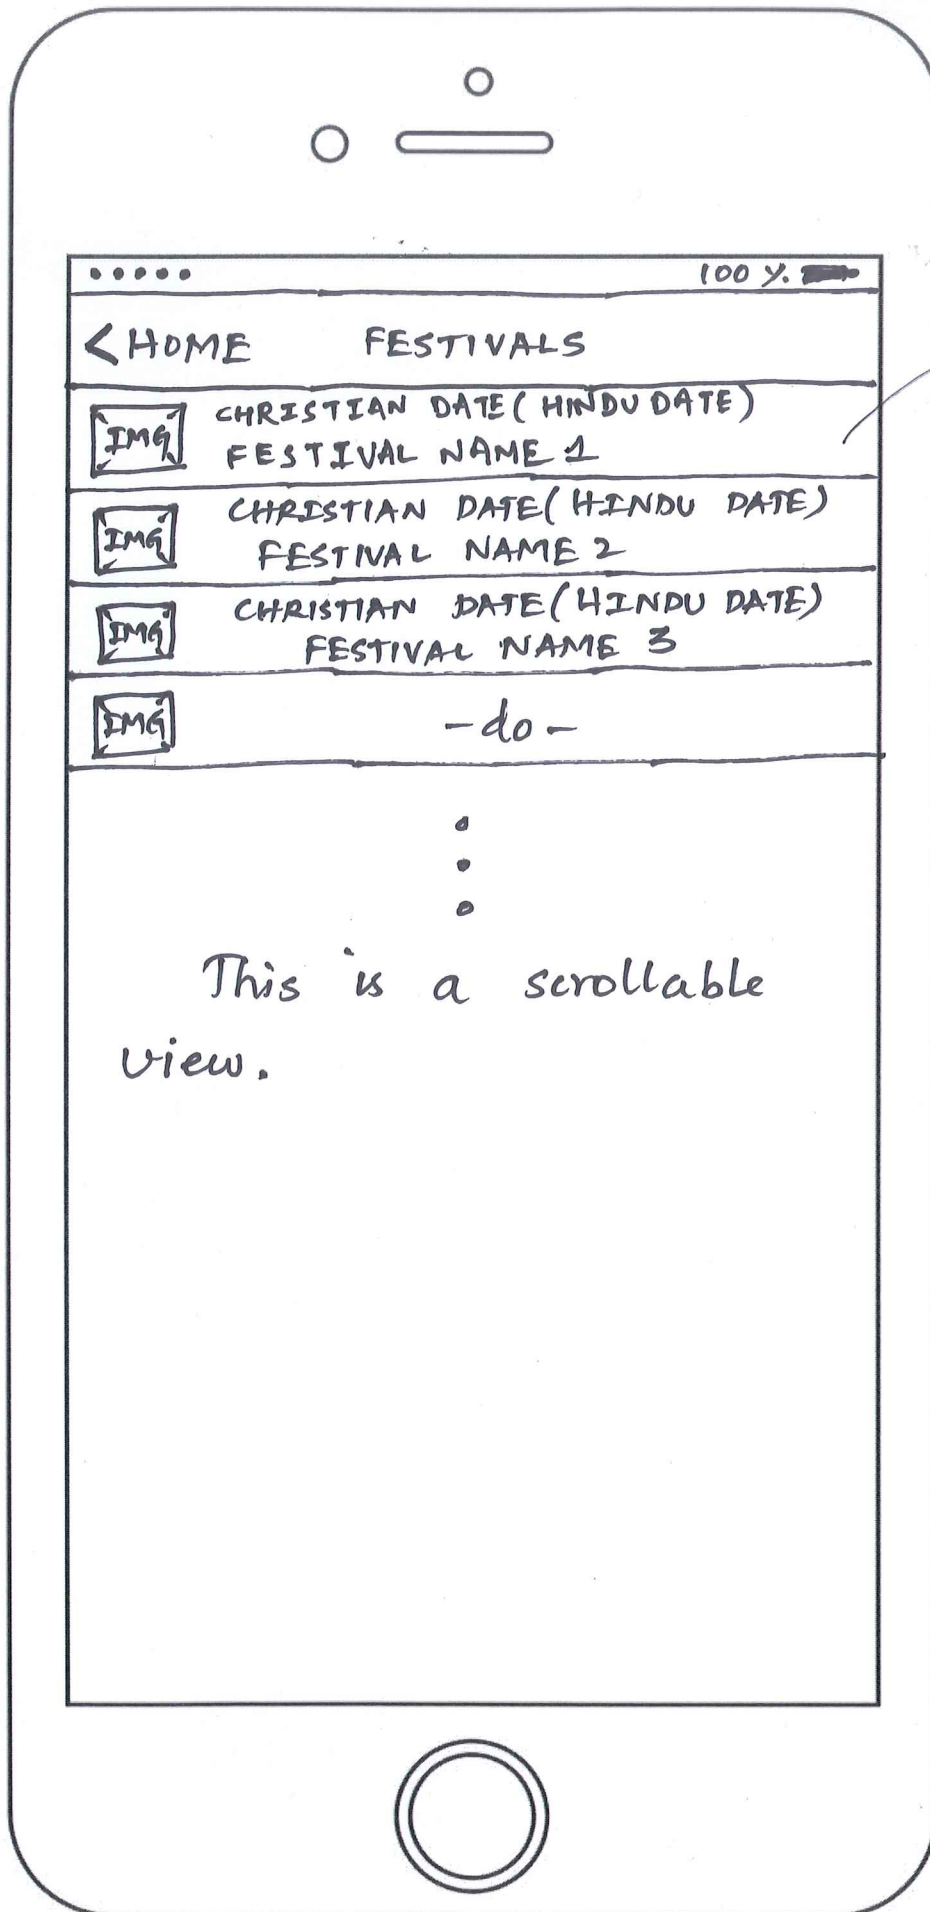 100 %.
< HOME FESTIVALS
IMG CHRISTIAN DATE (HINDU DATE)
FESTIVAL NAME 1
IMG CHRISTIAN DATE (HINDU DATE)
FESTIVAL NAME 2
IMG CHRISTIAN DATE (HINDU DATE)
FESTIVAL NAME 3
IMG - do -
This is a scrollable
view.